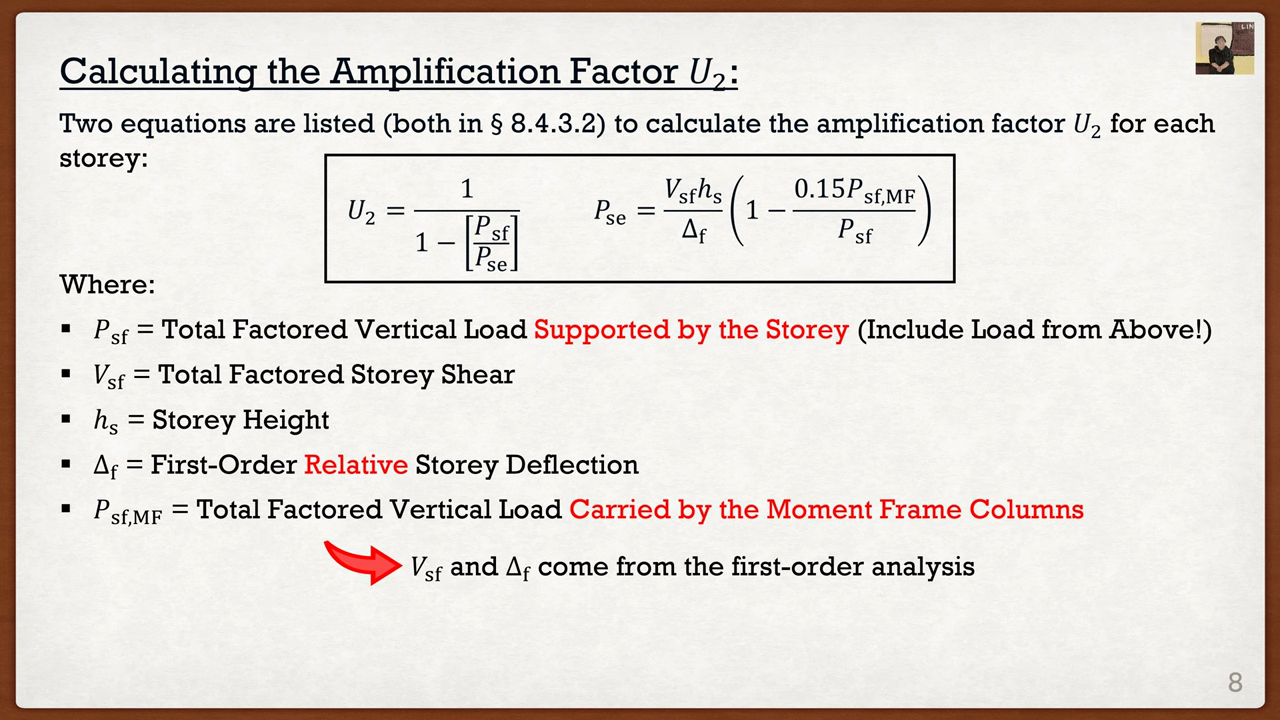 LIN
Calculating the Amplification Factor U₂:
Two equations are listed (both in § 8.4.3.2) to calculate the amplification factor U₂ for each
storey:
U₂ = 1 / (1 − [P_sf / P_se])
P_se = (V_sf h_s / Δ_f) (1 − 0.15P_sf,MF / P_sf)
Where:
▪ P_sf = Total Factored Vertical Load Supported by the Storey (Include Load from Above!)
▪ V_sf = Total Factored Storey Shear
▪ h_s = Storey Height
▪ Δ_f = First-Order Relative Storey Deflection
▪ P_sf,MF = Total Factored Vertical Load Carried by the Moment Frame Columns
V_sf and Δ_f come from the first-order analysis
8